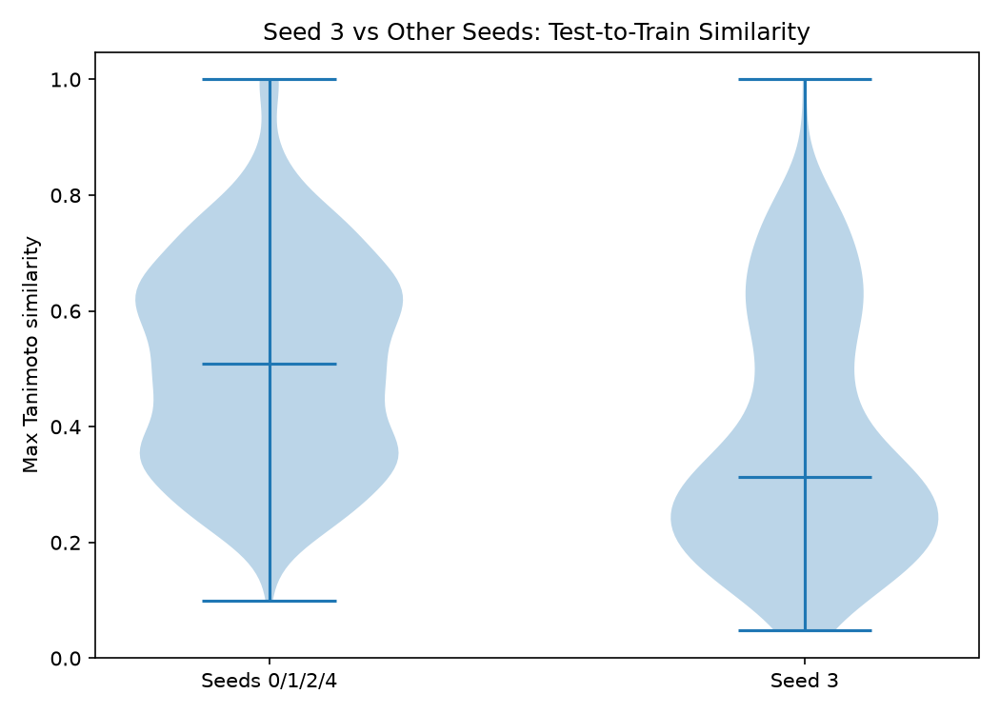 Seed 3 vs Other Seeds: Test-to-Train Similarity
Max Tanimoto similarity
1.0
0.8
0.6
0.4
0.2
0.0
Seeds 0/1/2/4
Seed 3